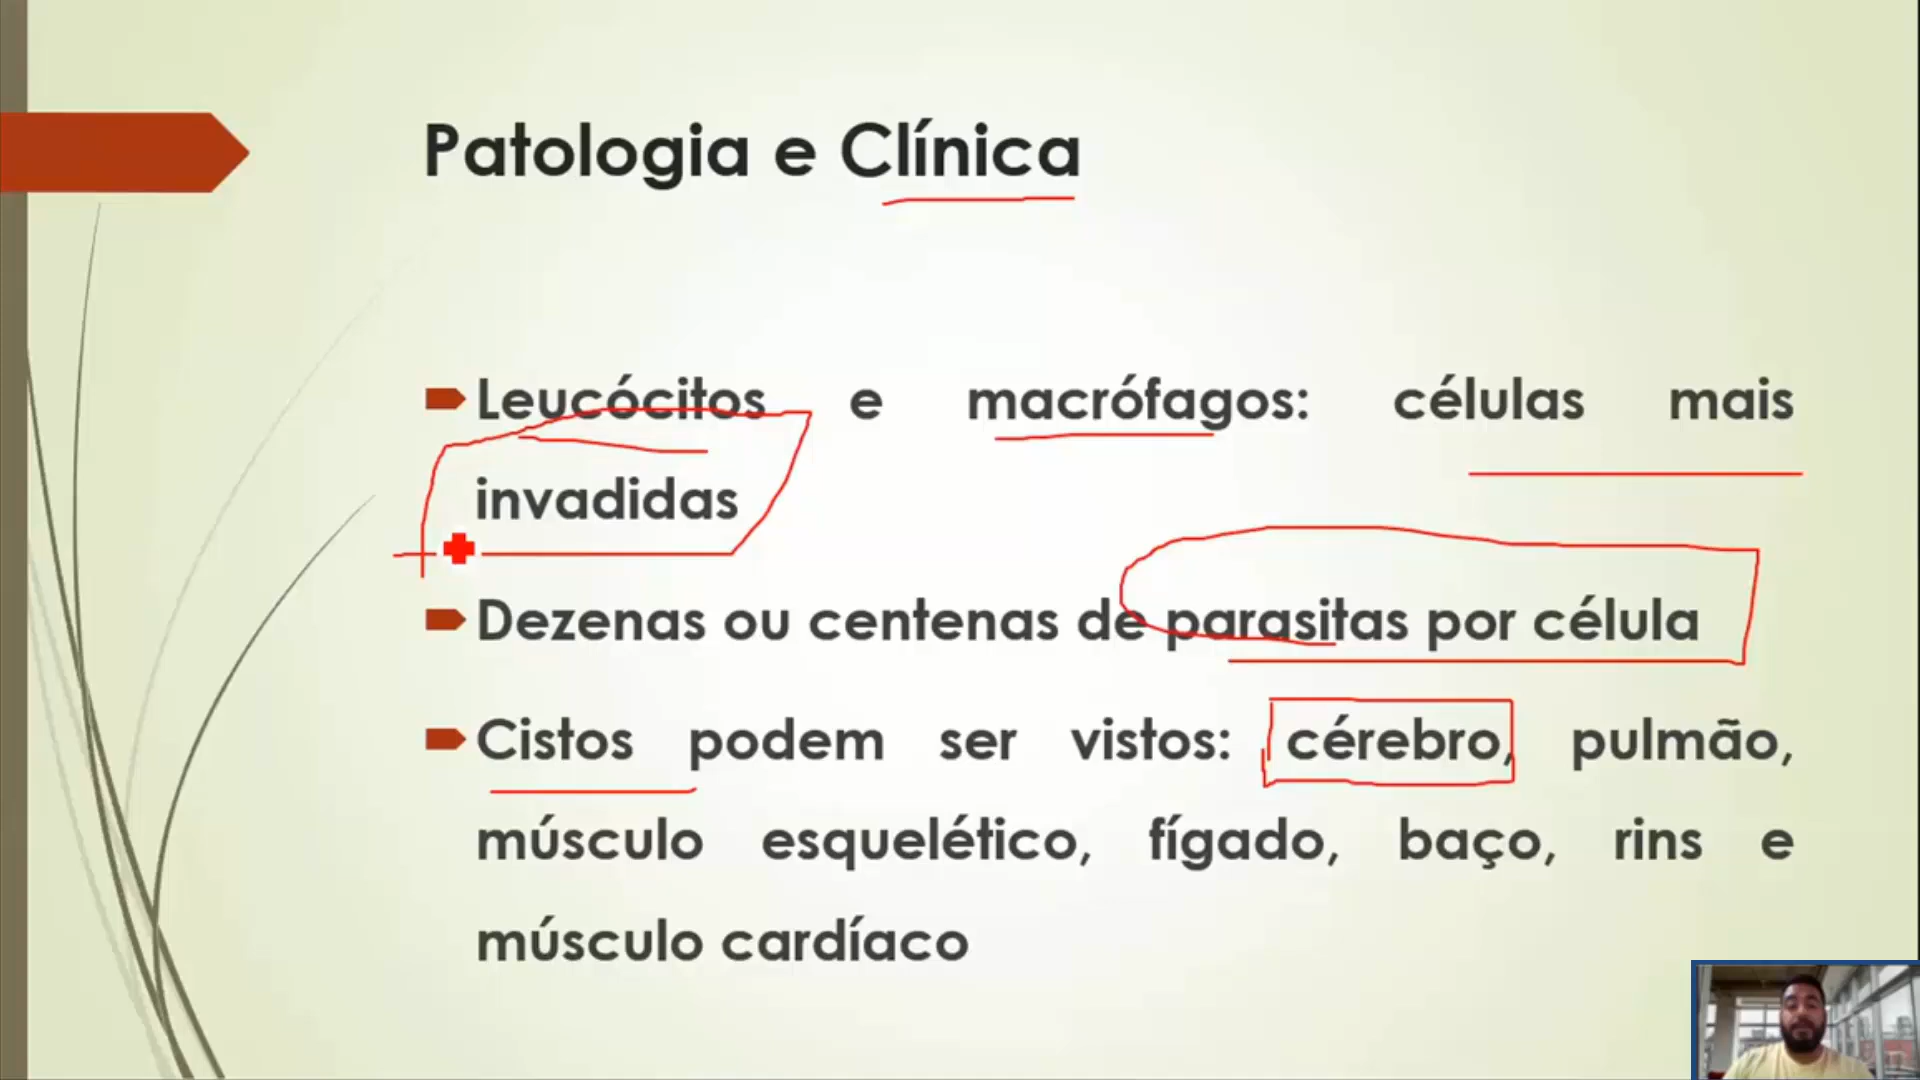 Patologia e Clínica
Leucócitos e macrófagos: células mais
invadidas
Dezenas ou centenas de parasitas por célula
Cistos podem ser vistos: cérebro, pulmão,
músculo esquelético, fígado, baço, rins e
músculo cardíaco